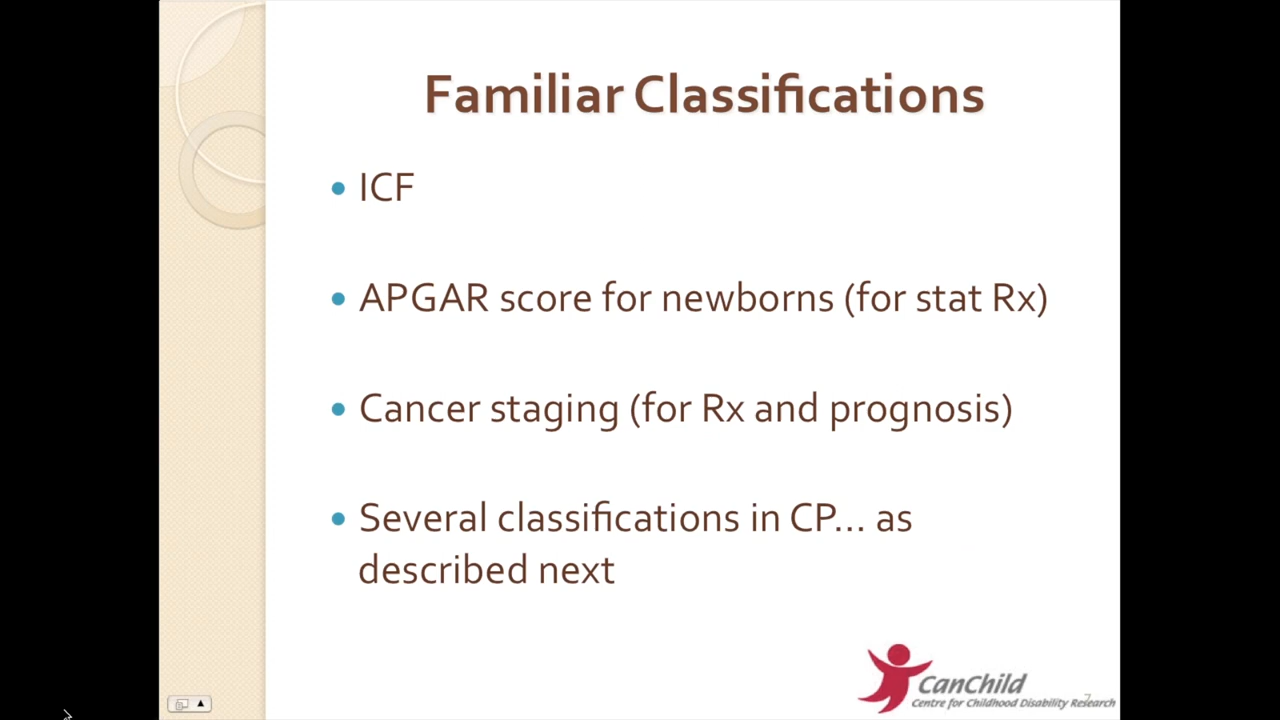 Familiar Classifications
• ICF
• APGAR score for newborns (for stat Rx)
• Cancer staging (for Rx and prognosis)
• Several classifications in CP... as
described next
CanChild
Centre for Childhood Disability Research
7